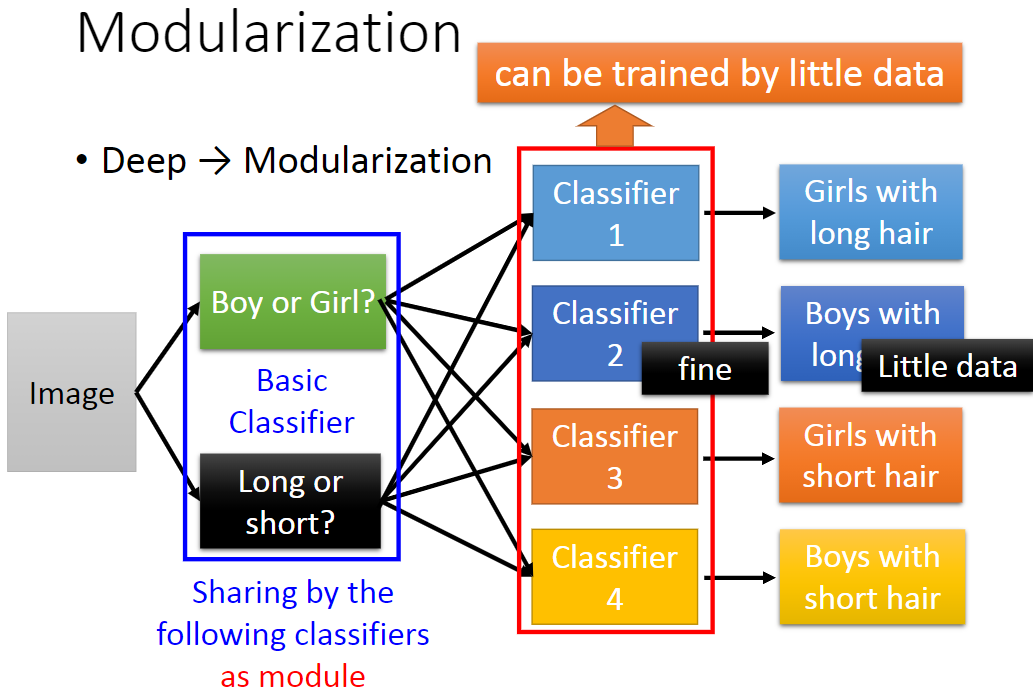 Modularization
can be trained by little data
• Deep → Modularization
Image
Boy or Girl?
Basic
Classifier
Long or
short?
Sharing by the
following classifiers
as module
Classifier
1
Girls with
long hair
Classifier
2
fine
Boys with
long
Little data
Classifier
3
Girls with
short hair
Classifier
4
Boys with
short hair